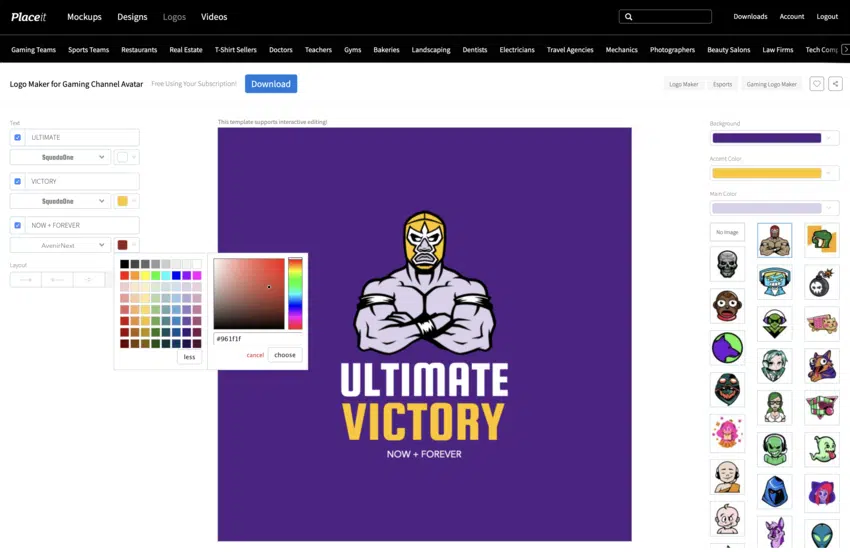 Placeit Mockups Designs Logos Videos Downloads Account Logout
Gaming Teams Sports Teams Restaurants Real Estate T-Shirt Sellers Doctors Teachers Gyms Bakeries Landscaping Dentists Electricians Travel Agencies Mechanics Photographers Beauty Salons Law Firms Tech Comp
Logo Maker for Gaming Channel Avatar Free Using Your Subscription! Download Logo Maker Esports Gaming Logo Maker
This template supports interactive editing!
Text
ULTIMATE
SquadaOne
VICTORY
SquadaOne
NOW + FOREVER
AvenirNext
Layout
less
#961f1f
cancel choose
ULTIMATE
VICTORY
NOW + FOREVER
Background
Accent Color
Main Color
No Image